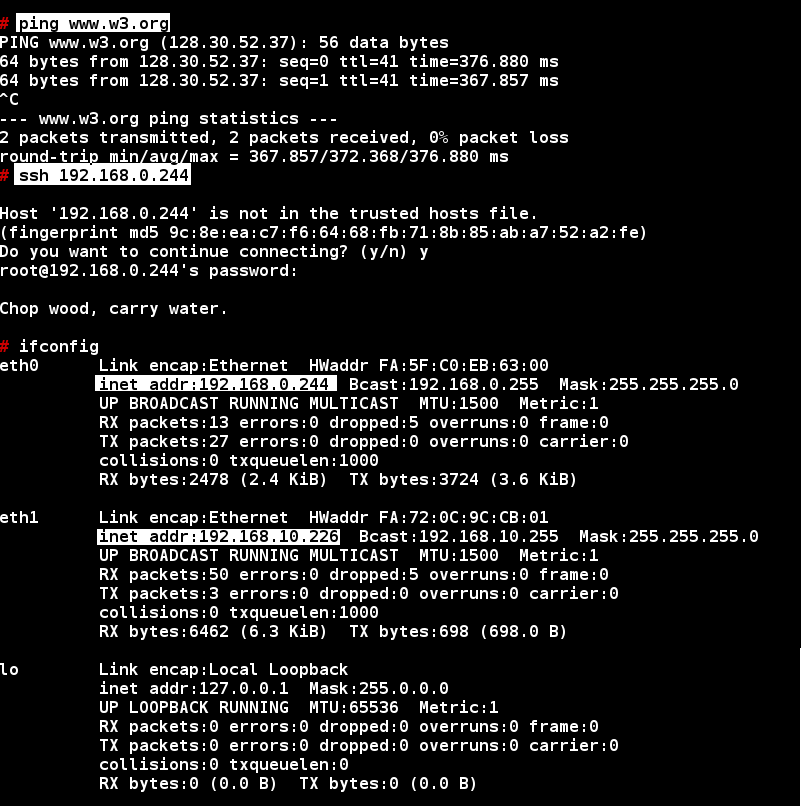 # ping www.w3.org
PING www.w3.org (128.30.52.37): 56 data bytes
64 bytes from 128.30.52.37: seq=0 ttl=41 time=376.880 ms
64 bytes from 128.30.52.37: seq=1 ttl=41 time=367.857 ms
^C
--- www.w3.org ping statistics ---
2 packets transmitted, 2 packets received, 0% packet loss
round-trip min/avg/max = 367.857/372.368/376.880 ms
# ssh 192.168.0.244
Host '192.168.0.244' is not in the trusted hosts file.
(fingerprint md5 9c:8e:ea:c7:f6:64:68:fb:71:8b:85:ab:a7:52:a2:fe)
Do you want to continue connecting? (y/n) y
root@192.168.0.244's password:
Chop wood, carry water.
# ifconfig
eth0      Link encap:Ethernet  HWaddr FA:5F:C0:EB:63:00
          inet addr:192.168.0.244  Bcast:192.168.0.255  Mask:255.255.255.0
          UP BROADCAST RUNNING MULTICAST  MTU:1500  Metric:1
          RX packets:13 errors:0 dropped:5 overruns:0 frame:0
          TX packets:27 errors:0 dropped:0 overruns:0 carrier:0
          collisions:0 txqueuelen:1000
          RX bytes:2478 (2.4 KiB)  TX bytes:3724 (3.6 KiB)
eth1      Link encap:Ethernet  HWaddr FA:72:0C:9C:CB:01
          inet addr:192.168.10.226  Bcast:192.168.10.255  Mask:255.255.255.0
          UP BROADCAST RUNNING MULTICAST  MTU:1500  Metric:1
          RX packets:50 errors:0 dropped:5 overruns:0 frame:0
          TX packets:3 errors:0 dropped:0 overruns:0 carrier:0
          collisions:0 txqueuelen:1000
          RX bytes:6462 (6.3 KiB)  TX bytes:698 (698.0 B)
lo        Link encap:Local Loopback
          inet addr:127.0.0.1  Mask:255.0.0.0
          UP LOOPBACK RUNNING  MTU:65536  Metric:1
          RX packets:0 errors:0 dropped:0 overruns:0 frame:0
          TX packets:0 errors:0 dropped:0 overruns:0 carrier:0
          collisions:0 txqueuelen:0
          RX bytes:0 (0.0 B)  TX bytes:0 (0.0 B)